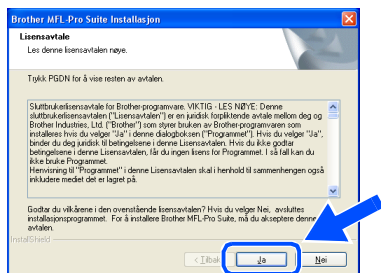 Brother MFL-Pro Suite Installasjon
Lisensavtale
Les denne lisensavtalen nøye.
Trykk PGDN for å vise resten av avtalen.
Sluttbrukerlisensavtale for Brother-programvare. VIKTIG - LES NØYE: Denne
sluttbrukerlisensavtalen ("Lisensavtalen") er en juridisk forpliktende avtale mellom deg og
Brother Industries, Ltd. ("Brother") som styrer bruken av Brother-programvaren som
installeres hvis du velger "Ja" i denne dialogboksen ("Programmet"). Hvis du velger "Ja",
binder du deg juridisk til betingelsene i denne Lisensavtalen. Hvis du ikke godtar
betingelsene i denne Lisensavtalen, får du ingen lisens for Programmet. I så fall kan du
ikke bruke Programmet.
Henvisning til "Programmet" i denne Lisensavtalen skal i henhold til sammenhengen også
inkludere mediet det er lagret på.
Godtar du vilkårene i den ovenstående lisensavtalen? Hvis du velger Nei, avsluttes
installasjonsprogrammet. For å installere Brother MFL-Pro Suite, må du akseptere denne
avtalen.
InstallShield
< Tilbake Ja Nei